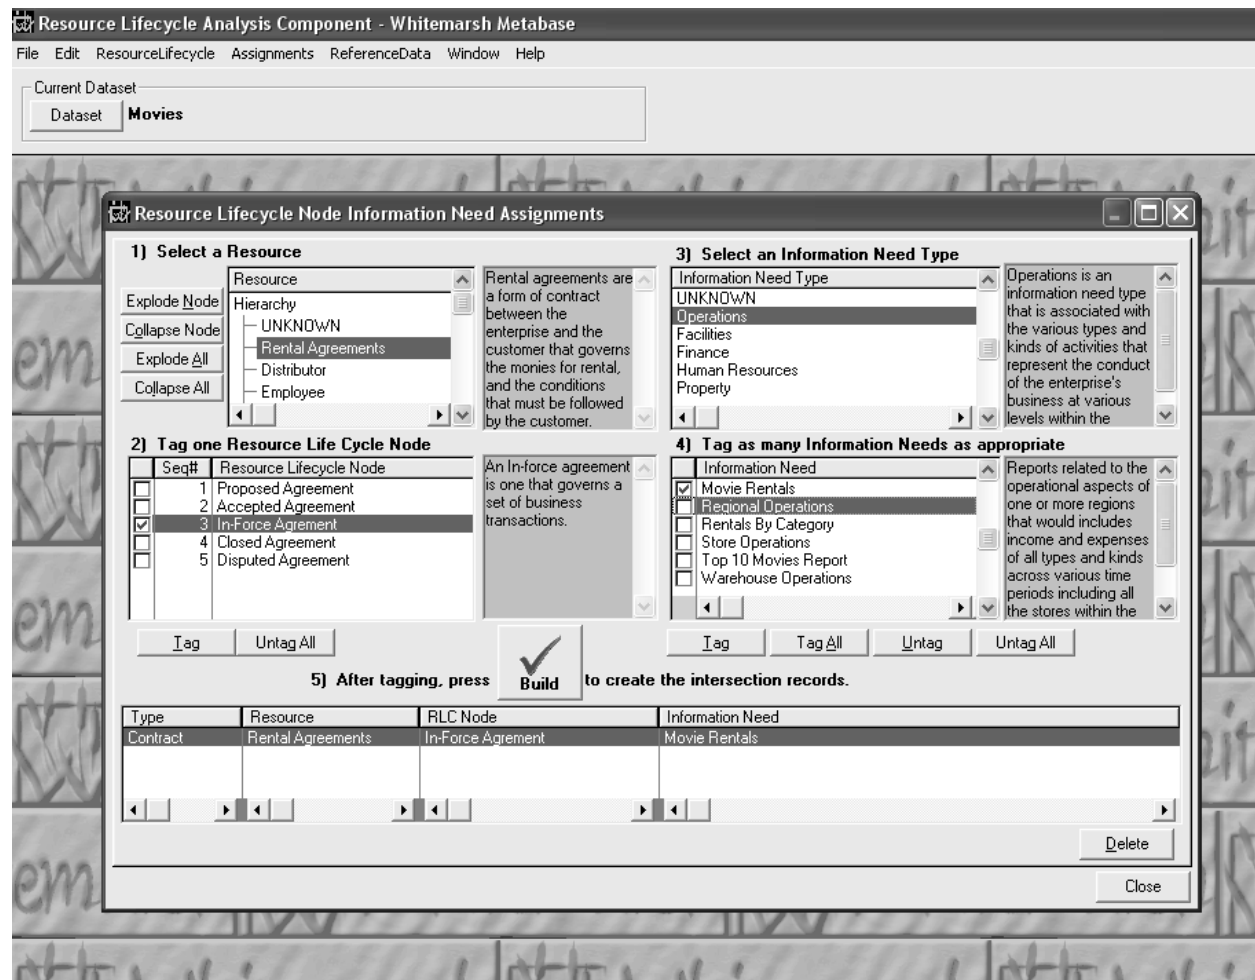 Resource Lifecycle Analysis Component - Whitemarsh Metabase
File Edit ResourceLifecycle Assignments ReferenceData Window Help
Current Dataset
Dataset Movies
Resource Lifecycle Node Information Need Assignments
1) Select a Resource
Explode Node
Collapse Node
Explode All
Collapse All
Resource
Hierarchy
UNKNOWN
Rental Agreements
Distributor
Employee
Rental agreements are
a form of contract
between the
enterprise and the
customer that governs
the monies for rental,
and the conditions
that must be followed
by the customer.
3) Select an Information Need Type
Information Need Type
UNKNOWN
Operations
Facilities
Finance
Human Resources
Property
Operations is an
information need type
that is associated with
the various types and
kinds of activities that
represent the conduct
of the enterprise's
business at various
levels within the
2) Tag one Resource Life Cycle Node
Seq# Resource Lifecycle Node
1 Proposed Agreement
2 Accepted Agreement
3 In-Force Agrement
4 Closed Agreement
5 Disputed Agreement
An In-force agreement
is one that governs a
set of business
transactions.
Tag Untag All
4) Tag as many Information Needs as appropriate
Information Need
Movie Rentals
Regional Operations
Rentals By Category
Store Operations
Top 10 Movies Report
Warehouse Operations
Reports related to the
operational aspects of
one or more regions
that would includes
income and expenses
of all types and kinds
across various time
periods including all
the stores within the
Tag Tag All Untag Untag All
5) After tagging, press Build to create the intersection records.
Type Resource RLC Node Information Need
Contract Rental Agreements In-Force Agrement Movie Rentals
Delete
Close